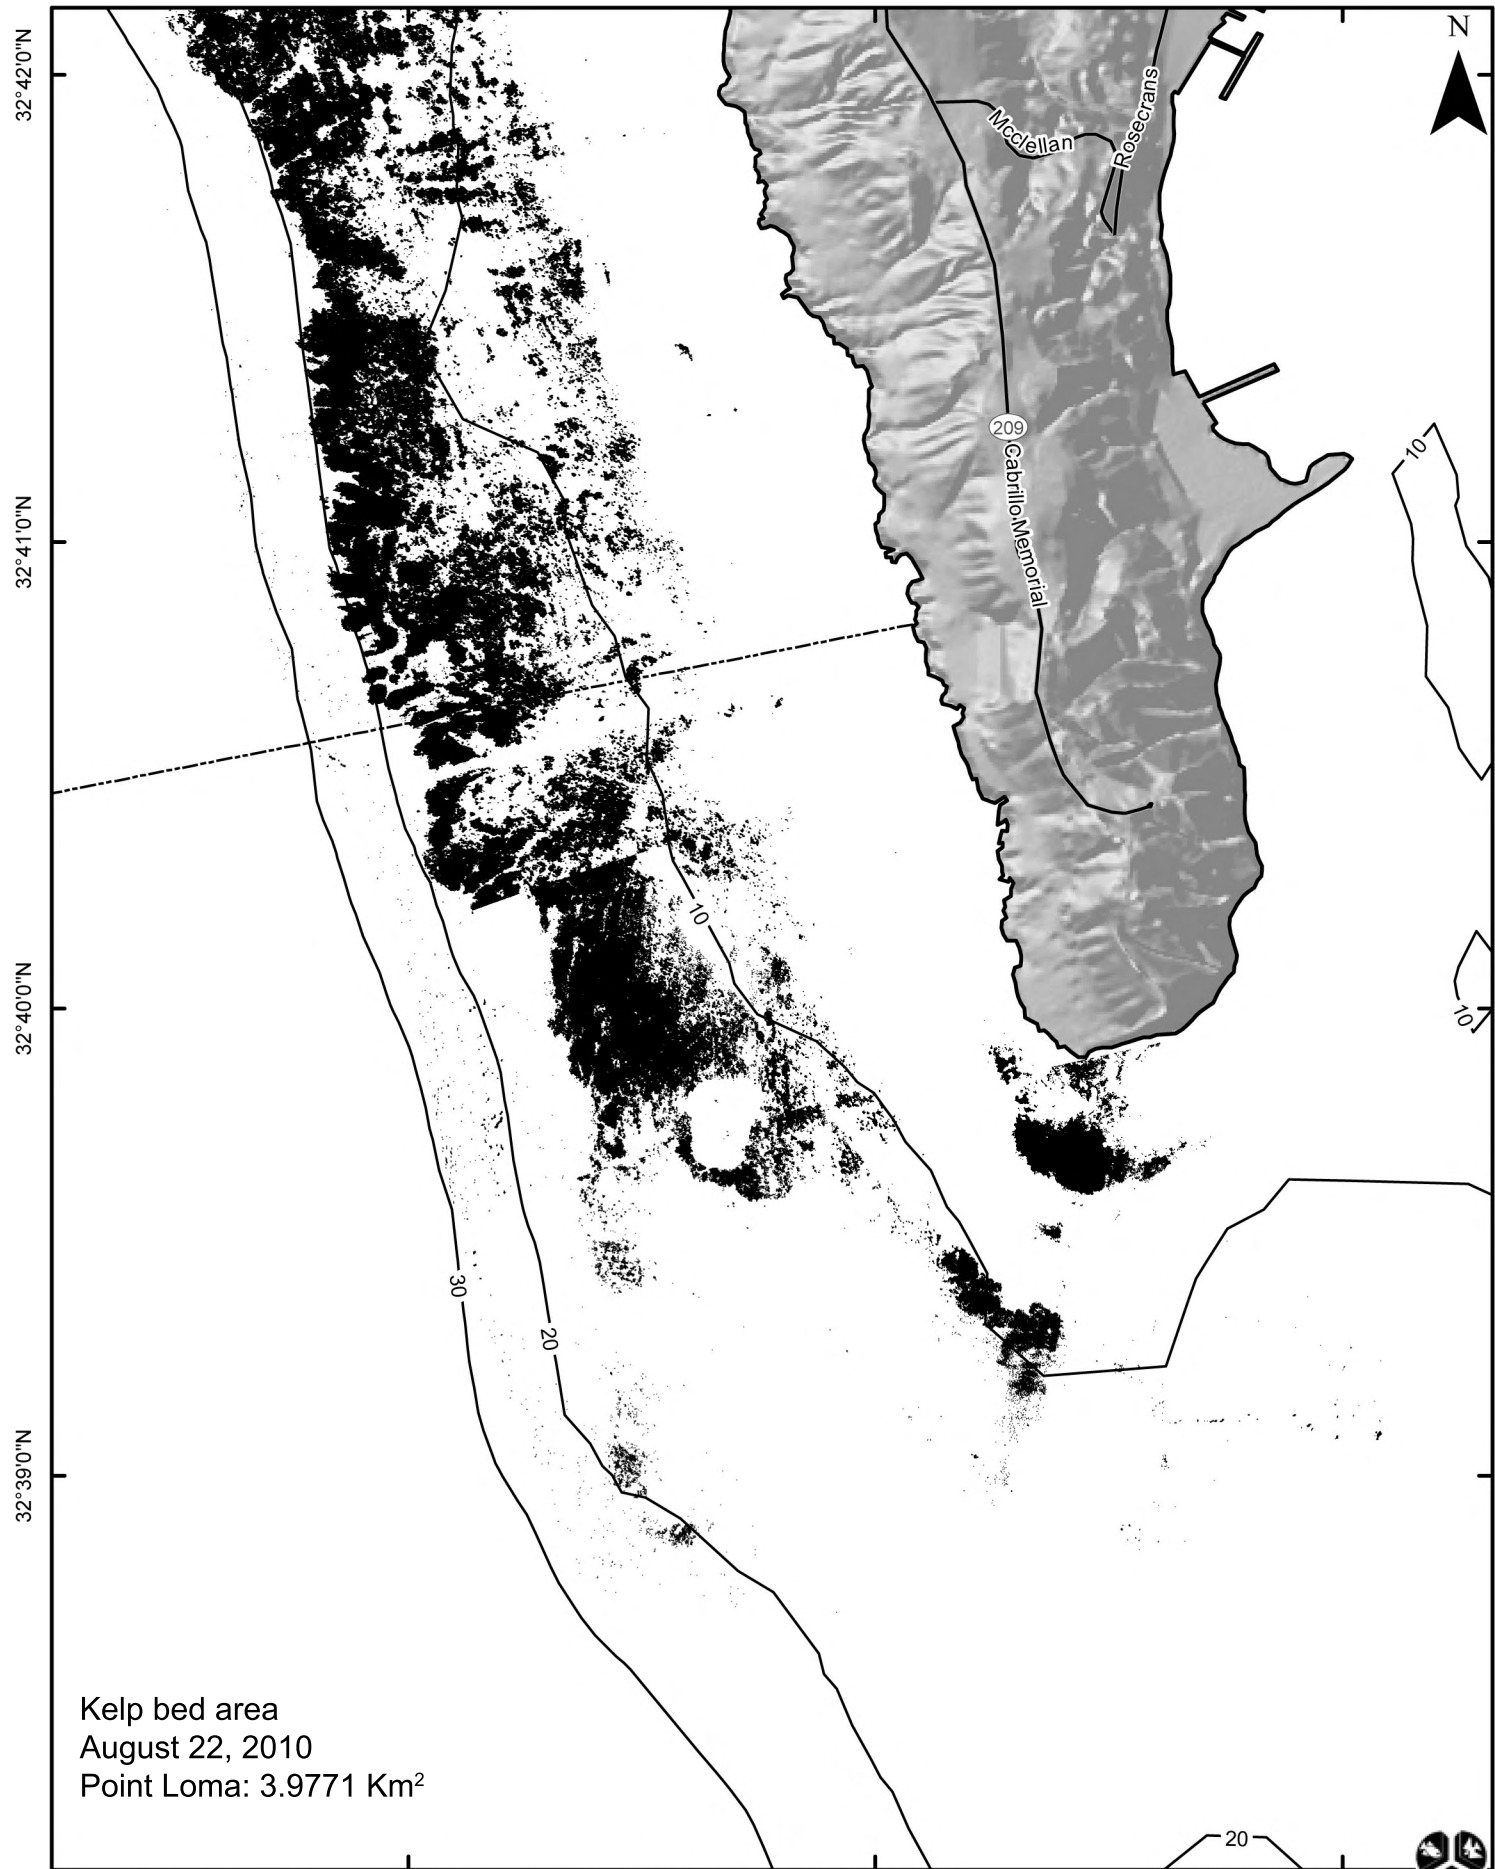 N
32°42'0"N
Mcclellan
Rosecrans
209
Cabrillo Memorial
10
32°41'0"N
10
32°40'0"N
10
30
20
32°39'0"N
Kelp bed area
August 22, 2010
Point Loma: 3.9771 Km²
20